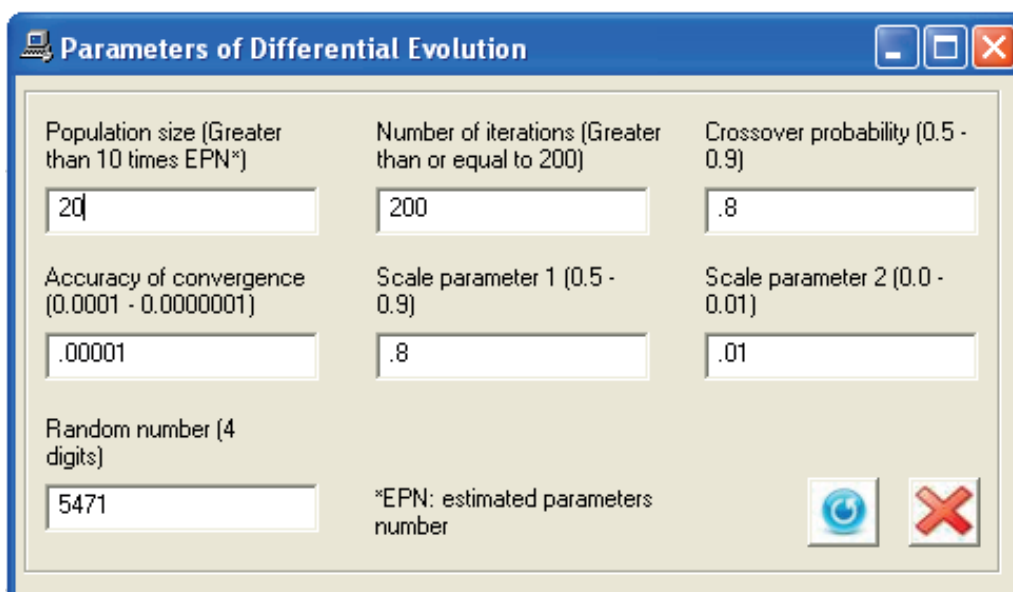 Parameters of Differential Evolution
Population size (Greater
than 10 times EPN*)
20
Number of iterations (Greater
than or equal to 200)
200
Crossover probability (0.5 -
0.9)
.8
Accuracy of convergence
(0.0001 - 0.0000001)
.00001
Scale parameter 1 (0.5 -
0.9)
.8
Scale parameter 2 (0.0 -
0.01)
.01
Random number (4
digits)
5471
*EPN: estimated parameters
number